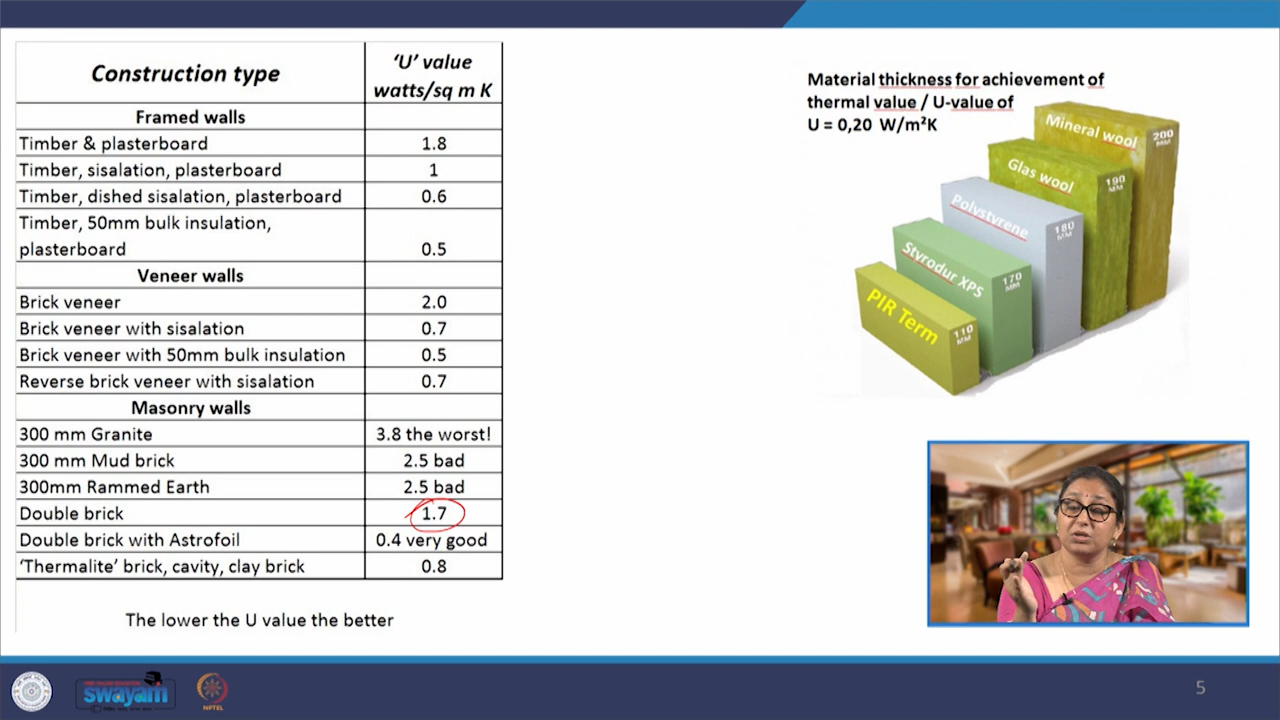 Construction type
'U' value
watts/sq m K
Framed walls
Timber & plasterboard 1.8
Timber, sisalation, plasterboard 1
Timber, dished sisalation, plasterboard 0.6
Timber, 50mm bulk insulation,
plasterboard 0.5
Veneer walls
Brick veneer 2.0
Brick veneer with sisalation 0.7
Brick veneer with 50mm bulk insulation 0.5
Reverse brick veneer with sisalation 0.7
Masonry walls
300 mm Granite 3.8 the worst!
300 mm Mud brick 2.5 bad
300mm Rammed Earth 2.5 bad
Double brick 1.7
Double brick with Astrofoil 0.4 very good
'Thermalite' brick, cavity, clay brick 0.8
The lower the U value the better
Material thickness for achievement of
thermal value / U-value of
U = 0,20 W/m²K
Mineral wool
200
MM
Glas wool
190
MM
Polystyrene
180
MM
Styrodur XPS
170
MM
PIR Term
110
MM
swayam
NPTEL
5